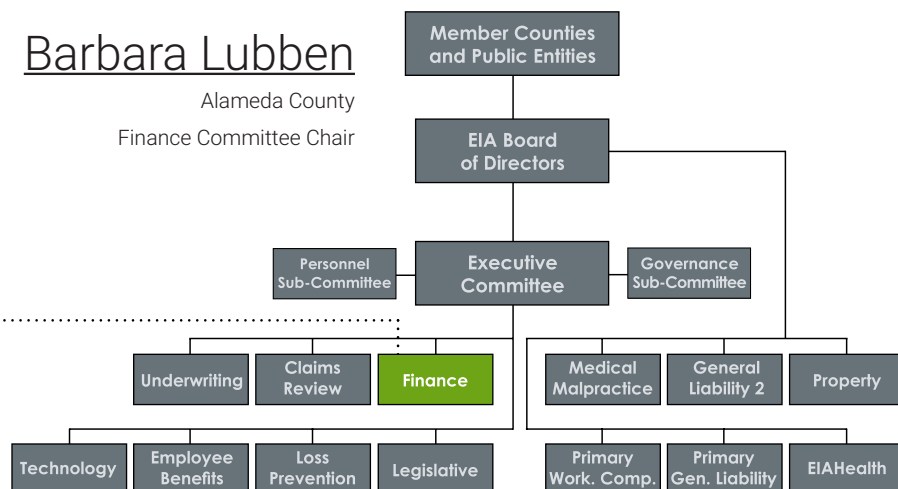 Barbara Lubben
Alameda County
Finance Committee Chair
Member Counties
and Public Entities
EIA Board
of Directors
Personnel
Sub-Committee
Executive
Committee
Governance
Sub-Committee
Underwriting
Claims
Review
Finance
Medical
Malpractice
General
Liability 2
Property
Technology
Employee
Benefits
Loss
Prevention
Legislative
Primary
Work. Comp.
Primary
Gen. Liability
EIAHealth